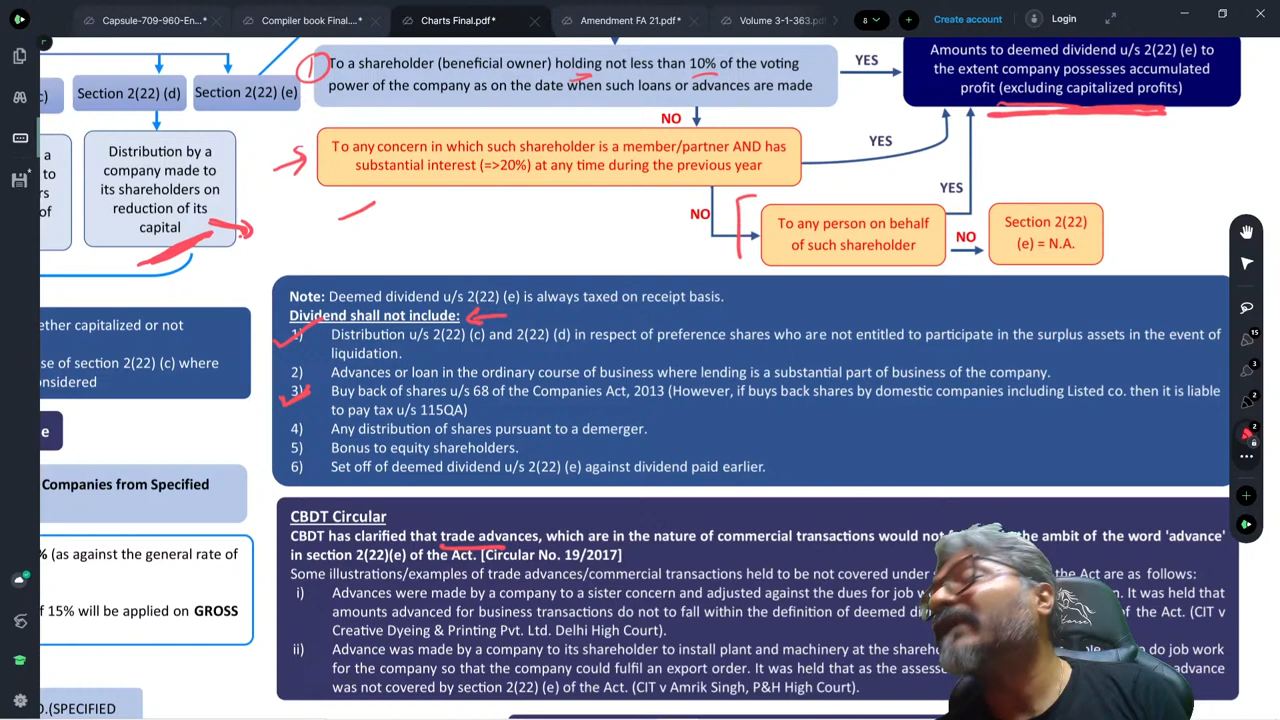 Capsule-709-960-En...*
Compiler book Final....*
Charts Final.pdf*
Amendment FA 21.pdf*
Volume 3-1-363.pd
8
Create account
Login
c)
Section 2(22) (d)
Section 2(22) (e)
To a shareholder (beneficial owner) holding not less than 10% of the voting
power of the company as on the date when such loans or advances are made
YES
Amounts to deemed dividend u/s 2(22) (e) to
the extent company possesses accumulated
profit (excluding capitalized profits)
NO
a
to
rs
of
Distribution by a
company made to
its shareholders on
reduction of its
capital
To any concern in which such shareholder is a member/partner AND has
substantial interest (=>20%) at any time during the previous year
YES
YES
NO
To any person on behalf
of such shareholder
NO
Section 2(22)
(e) = N.A.
Note: Deemed dividend u/s 2(22) (e) is always taxed on receipt basis.
Dividend shall not include:
1) Distribution u/s 2(22) (c) and 2(22) (d) in respect of preference shares who are not entitled to participate in the surplus assets in the event of
liquidation.
2) Advances or loan in the ordinary course of business where lending is a substantial part of business of the company.
3) Buy back of shares u/s 68 of the Companies Act, 2013 (However, if buys back shares by domestic companies including Listed co. then it is liable
to pay tax u/s 115QA)
4) Any distribution of shares pursuant to a demerger.
5) Bonus to equity shareholders.
6) Set off of deemed dividend u/s 2(22) (e) against dividend paid earlier.
ether capitalized or not
se of section 2(22) (c) where
onsidered
e
Companies from Specified
% (as against the general rate of
f 15% will be applied on GROSS
D.(SPECIFIED
CBDT Circular
CBDT has clarified that trade advances, which are in the nature of commercial transactions would not the ambit of the word 'advance'
in section 2(22)(e) of the Act. [Circular No. 19/2017]
Some illustrations/examples of trade advances/commercial transactions held to be not covered under the Act are as follows:
i) Advances were made by a company to a sister concern and adjusted against the dues for job It was held that
amounts advanced for business transactions do not to fall within the definition of deemed of the Act. (CIT v
Creative Dyeing & Printing Pvt. Ltd. Delhi High Court).
ii) Advance was made by a company to its shareholder to install plant and machinery at the do job work
for the company so that the company could fulfil an export order. It was held that as the advance
was not covered by section 2(22) (e) of the Act. (CIT v Amrik Singh, P&H High Court).
15
3
2
2